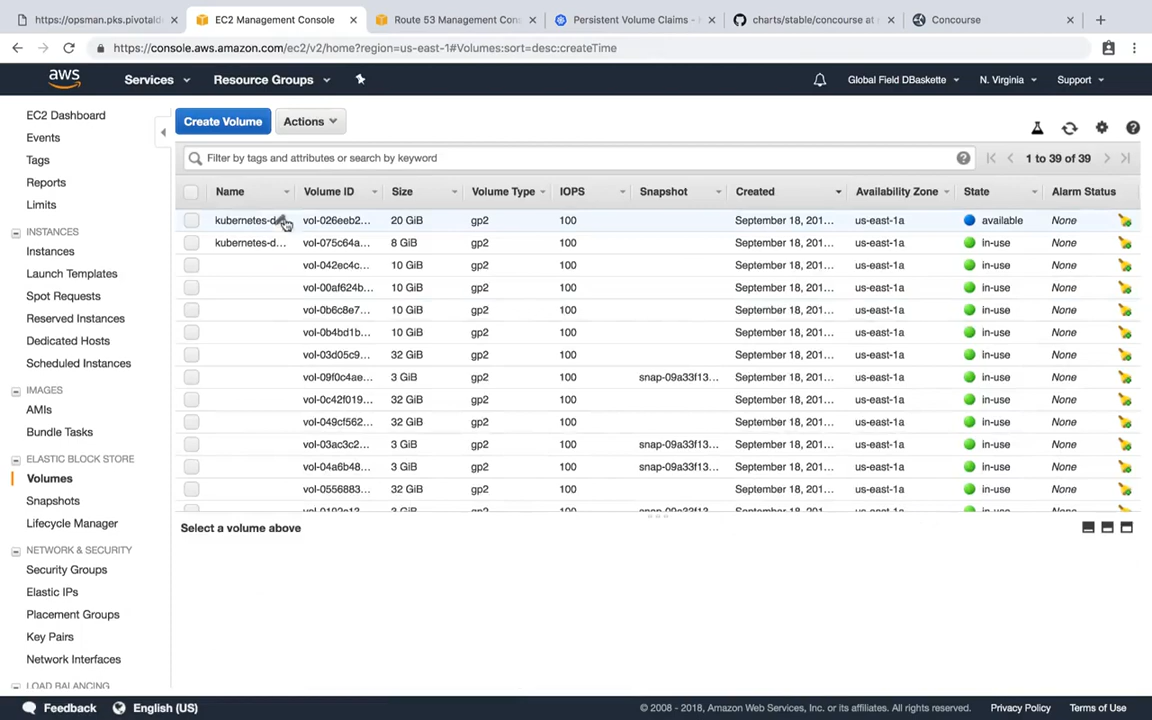 https://opsman.pks.pivotalde
EC2 Management Console
Route 53 Management Con
Persistent Volume Claims -
charts/stable/concourse at
Concourse
https://console.aws.amazon.com/ec2/v2/home?region=us-east-1#Volumes:sort=desc:createTime
aws
Services
Resource Groups
Global Field DBaskette
N. Virginia
Support
EC2 Dashboard
Events
Tags
Reports
Limits
INSTANCES
Instances
Launch Templates
Spot Requests
Reserved Instances
Dedicated Hosts
Scheduled Instances
IMAGES
AMIs
Bundle Tasks
ELASTIC BLOCK STORE
Volumes
Snapshots
Lifecycle Manager
NETWORK & SECURITY
Security Groups
Elastic IPs
Placement Groups
Key Pairs
Network Interfaces
LOAD BALANCING
Create Volume Actions
Filter by tags and attributes or search by keyword
1 to 39 of 39
Name Volume ID Size Volume Type IOPS Snapshot Created Availability Zone State Alarm Status
kubernetes-d vol-026eeb2... 20 GiB gp2 100 September 18, 201... us-east-1a available None
kubernetes-d... vol-075c64a... 8 GiB gp2 100 September 18, 201... us-east-1a in-use None
vol-042ec4c... 10 GiB gp2 100 September 18, 201... us-east-1a in-use None
vol-00af624b... 10 GiB gp2 100 September 18, 201... us-east-1a in-use None
vol-0b6c8e7... 10 GiB gp2 100 September 18, 201... us-east-1a in-use None
vol-0b4bd1b... 10 GiB gp2 100 September 18, 201... us-east-1a in-use None
vol-03d05c9... 32 GiB gp2 100 September 18, 201... us-east-1a in-use None
vol-09f0c4ae... 3 GiB gp2 100 snap-09a33f13... September 18, 201... us-east-1a in-use None
vol-0c42f019... 32 GiB gp2 100 September 18, 201... us-east-1a in-use None
vol-049cf562... 32 GiB gp2 100 September 18, 201... us-east-1a in-use None
vol-03ac3c2... 3 GiB gp2 100 snap-09a33f13... September 18, 201... us-east-1a in-use None
vol-04a6b48... 3 GiB gp2 100 snap-09a33f13... September 18, 201... us-east-1a in-use None
vol-0556883... 32 GiB gp2 100 September 18, 201... us-east-1a in-use None
Select a volume above
Feedback
English (US)
© 2008 - 2018, Amazon Web Services, Inc. or its affiliates. All rights reserved.
Privacy Policy
Terms of Use